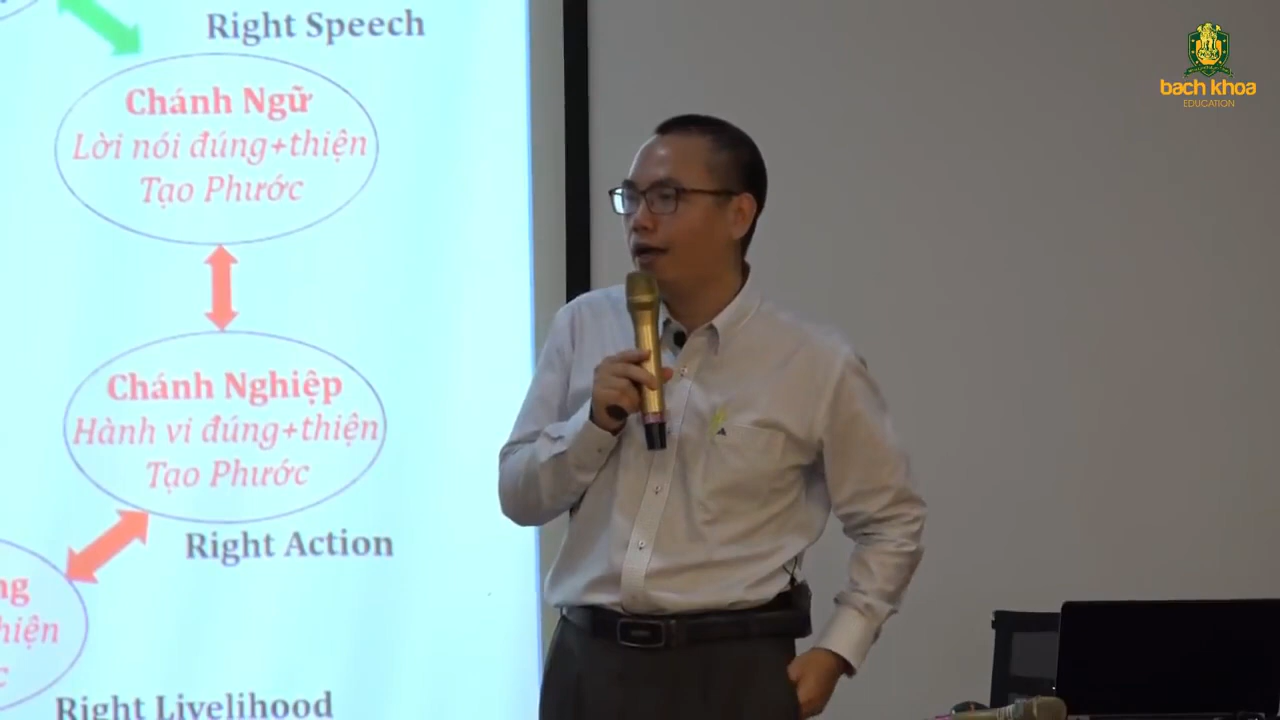 Right Speech
Chánh Ngữ
Lời nói đúng+thiện
Tạo Phước
Chánh Nghiệp
Hành vi đúng+thiện
Tạo Phước
Right Action
Right Livelihood
bach khoa
EDUCATION